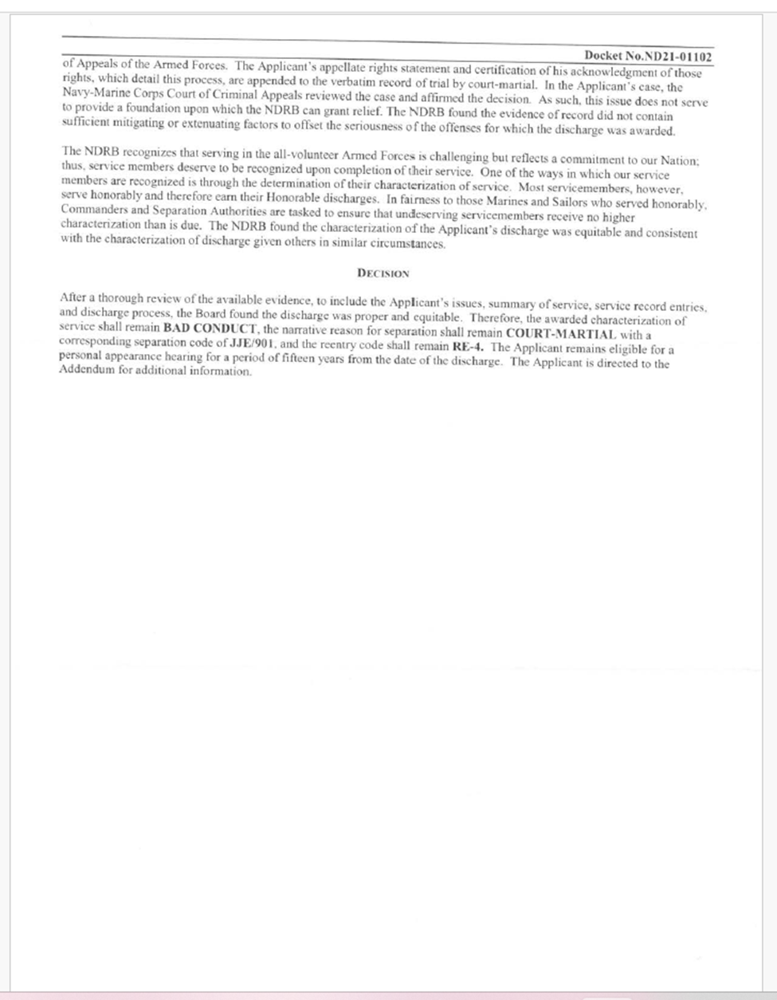 Docket No.ND21-01102
of Appeals of the Armed Forces. The Applicant's appellate rights statement and certification of his acknowledgment of those
rights, which detail this process, are appended to the verbatim record of trial by court-martial. In the Applicant's case, the
Navy-Marine Corps Court of Criminal Appeals reviewed the case and affirmed the decision. As such, this issue does not serve
to provide a foundation upon which the NDRB can grant relief. The NDRB found the evidence of record did not contain
sufficient mitigating or extenuating factors to offset the seriousness of the offenses for which the discharge was awarded.
The NDRB recognizes that serving in the all-volunteer Armed Forces is challenging but reflects a commitment to our Nation;
thus, service members deserve to be recognized upon completion of their service. One of the ways in which our service
members are recognized is through the determination of their characterization of service. Most servicemembers, however,
serve honorably and therefore earn their Honorable discharges. In fairness to those Marines and Sailors who served honorably,
Commanders and Separation Authorities are tasked to ensure that undeserving servicemembers receive no higher
characterization than is due. The NDRB found the characterization of the Applicant's discharge was equitable and consistent
with the characterization of discharge given others in similar circumstances.
DECISION
After a thorough review of the available evidence, to include the Applicant's issues, summary of service, service record entries,
and discharge process, the Board found the discharge was proper and equitable. Therefore, the awarded characterization of
service shall remain BAD CONDUCT, the narrative reason for separation shall remain COURT-MARTIAL with a
corresponding separation code of JJE/901, and the reentry code shall remain RE-4. The Applicant remains eligible for a
personal appearance hearing for a period of fifteen years from the date of the discharge. The Applicant is directed to the
Addendum for additional information.